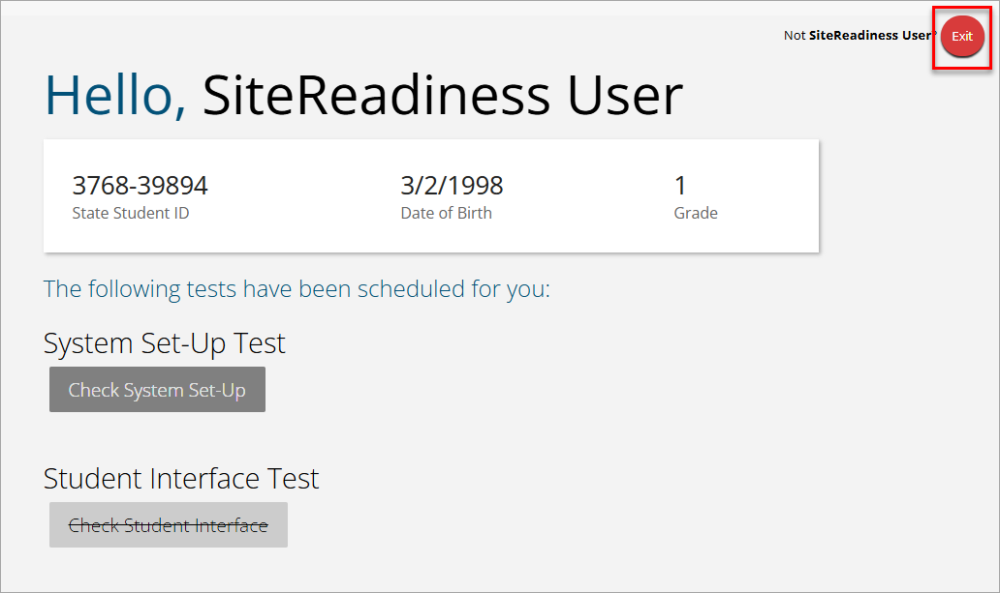 Not SiteReadiness User?
Exit
Hello, SiteReadiness User
3768-39894
State Student ID
3/2/1998
Date of Birth
1
Grade
The following tests have been scheduled for you:
System Set-Up Test
Check System Set-Up
Student Interface Test
Check Student Interface